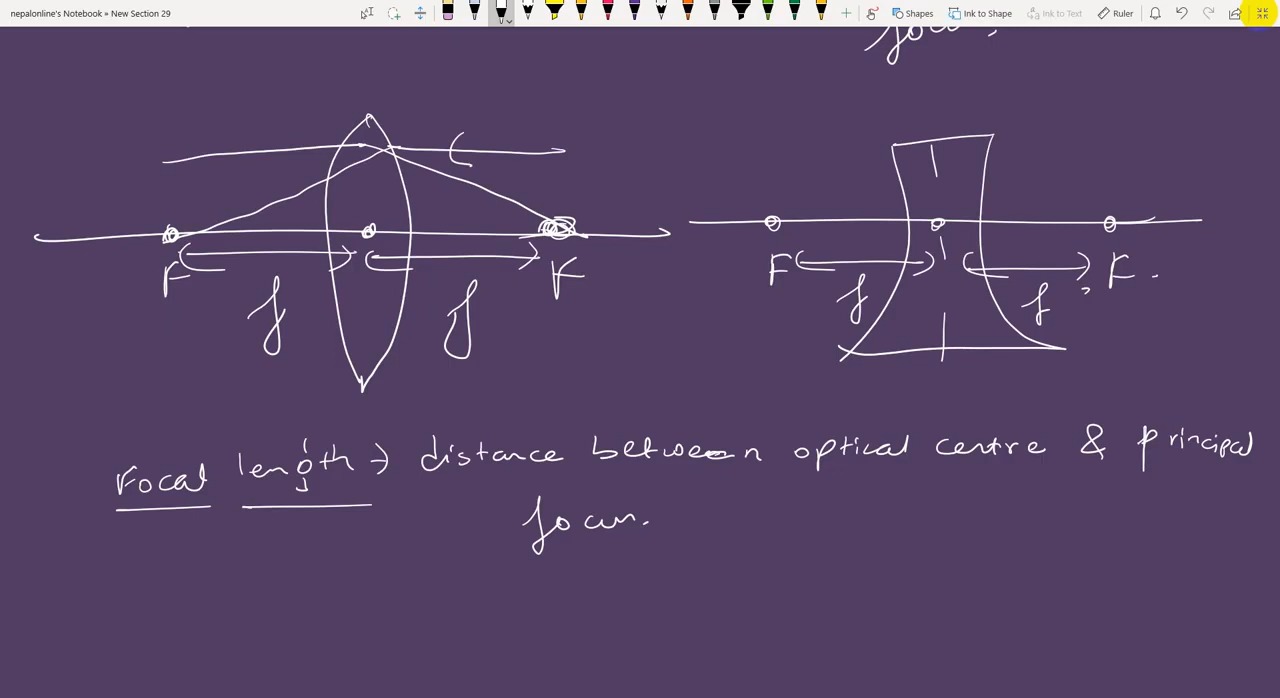 nepalonline's Notebook » New Section 29
Shapes
Ink to Shape
Ink to Text
Ruler
focus.
F
f
f
F
F
f
f
F.
Focal length → distance between optical centre & principal
focus.